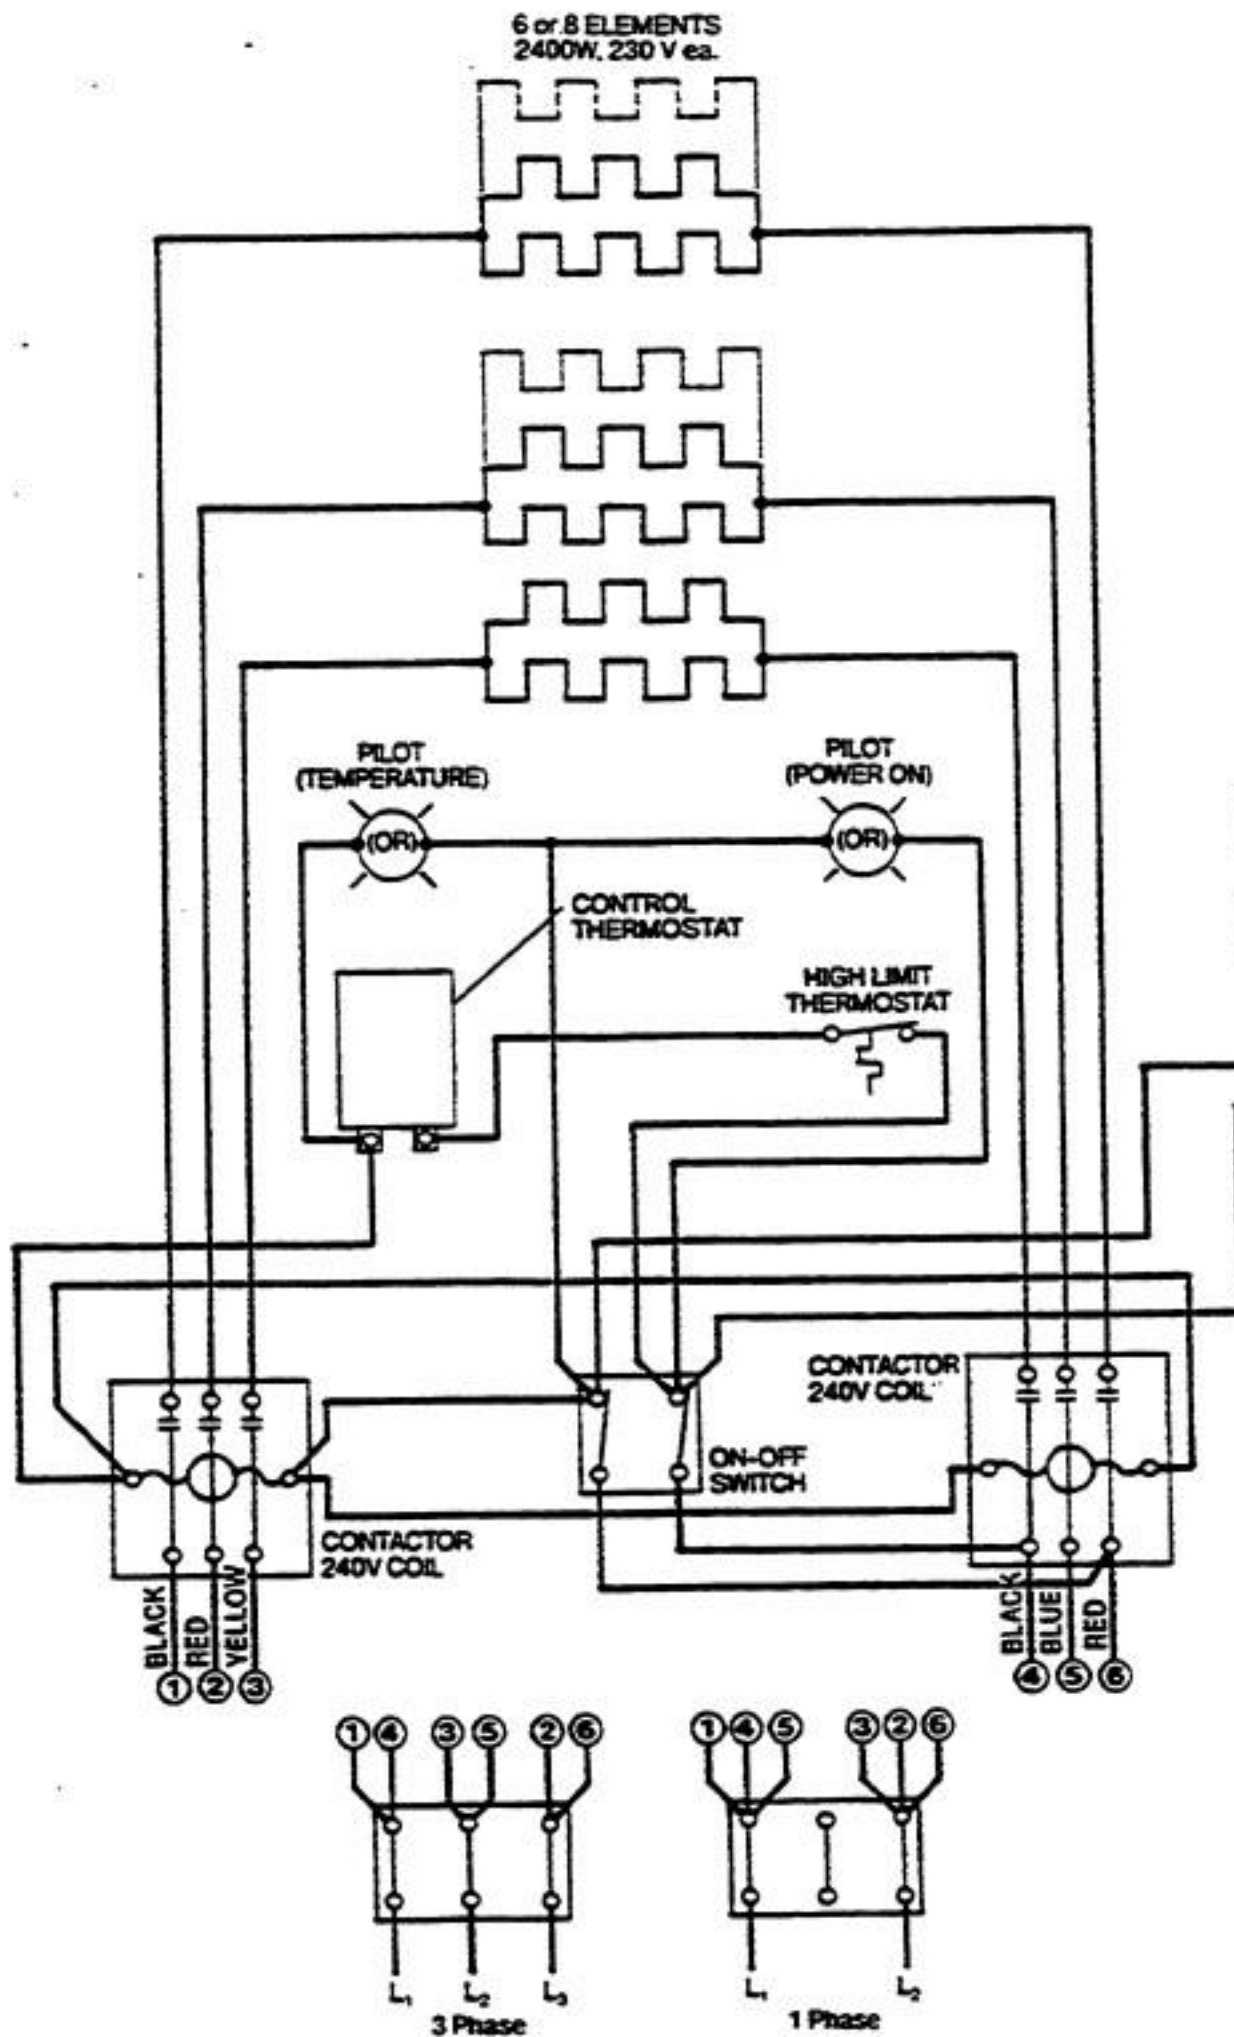 6 or 8 ELEMENTS
2400W, 230 V ea.
PILOT
(TEMPERATURE)
(OR)
PILOT
(POWER ON)
(OR)
CONTROL
THERMOSTAT
HIGH LIMIT
THERMOSTAT
CONTACTOR
240V COIL
ON-OFF
SWITCH
CONTACTOR
240V COIL
BLACK
RED
YELLOW
BLACK
BLUE
RED
1 2 3
4 5 6
1 4 3 5 2 6
1 4 5 3 2 6
L₁ L₂ L₃
3 Phase
L₁ L₂
1 Phase